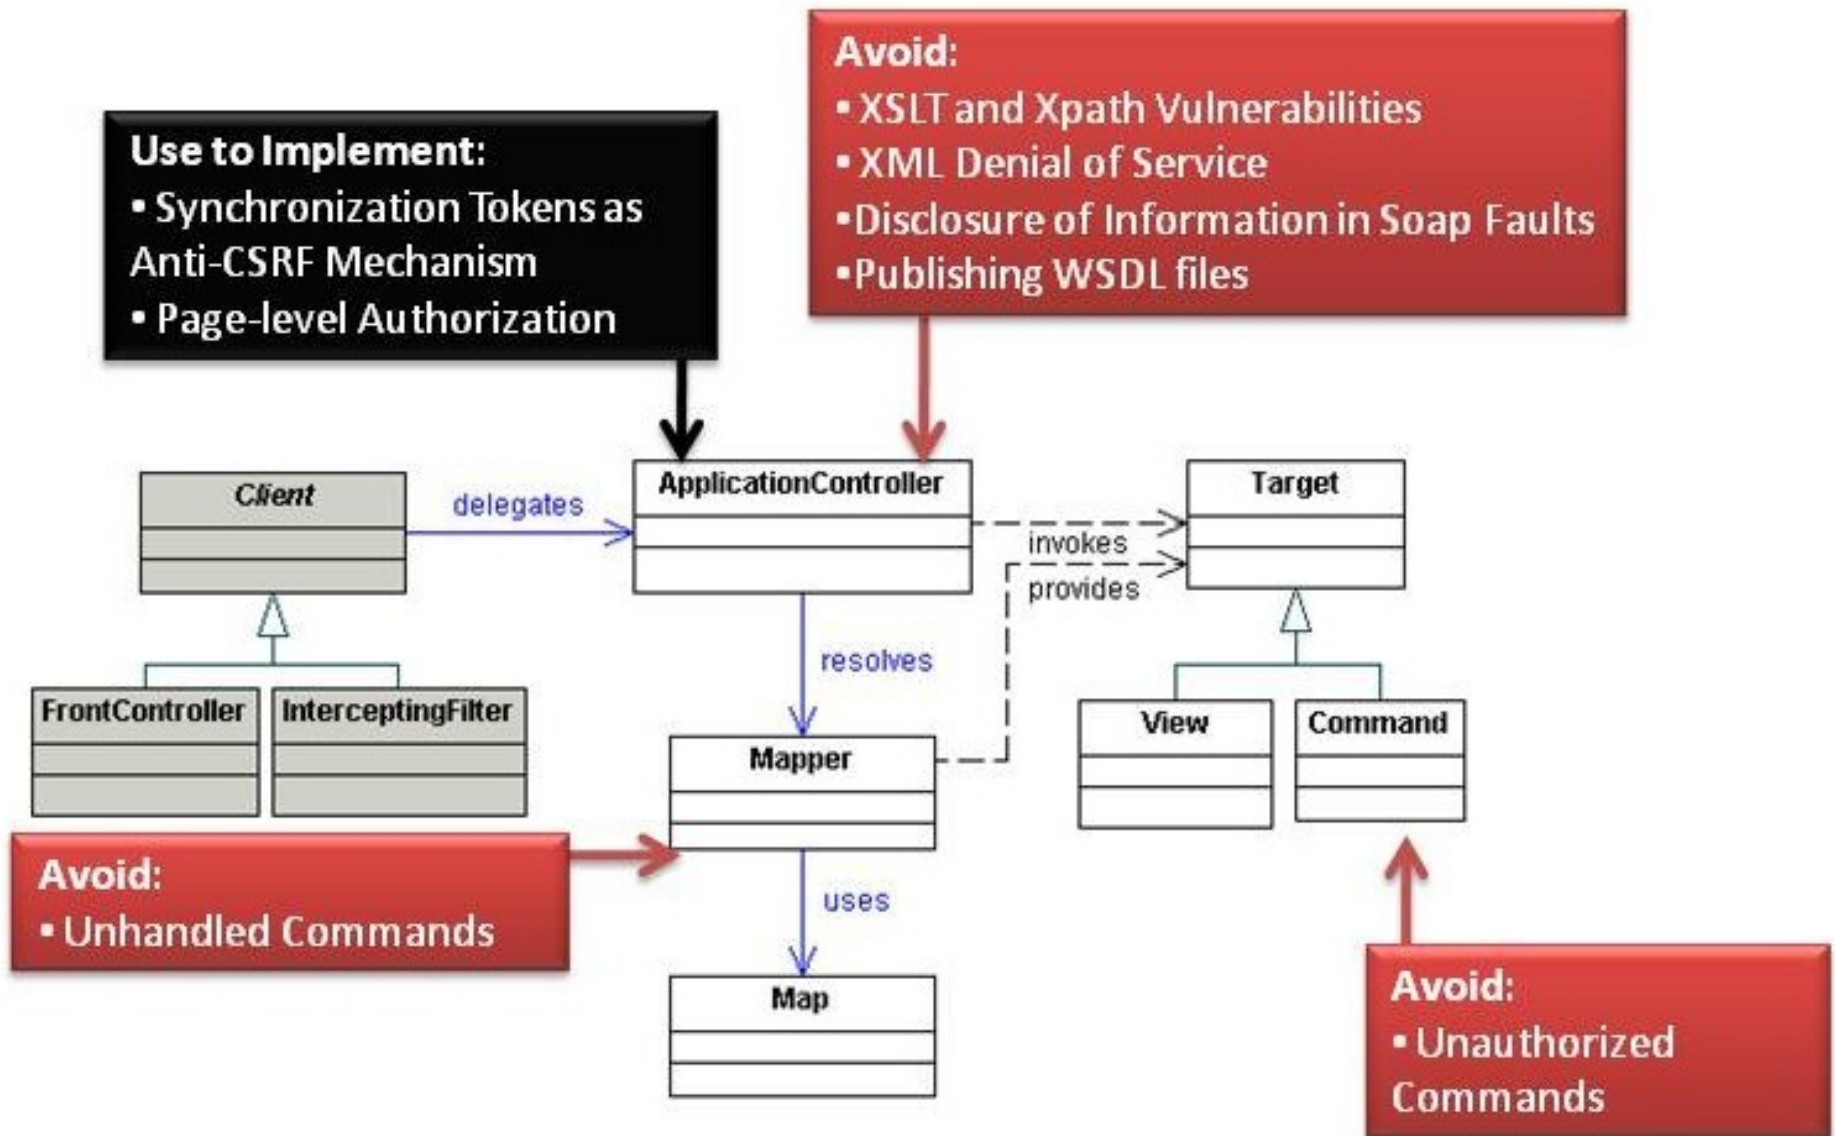 Avoid:
• XSLT and Xpath Vulnerabilities
• XML Denial of Service
•Disclosure of Information in Soap Faults
•Publishing WSDL files
Use to Implement:
• Synchronization Tokens as
Anti-CSRF Mechanism
• Page-level Authorization
Client
delegates
ApplicationController
Target
invokes
provides
resolves
FrontController
InterceptingFilter
Mapper
View
Command
Avoid:
• Unhandled Commands
uses
Map
Avoid:
• Unauthorized
Commands